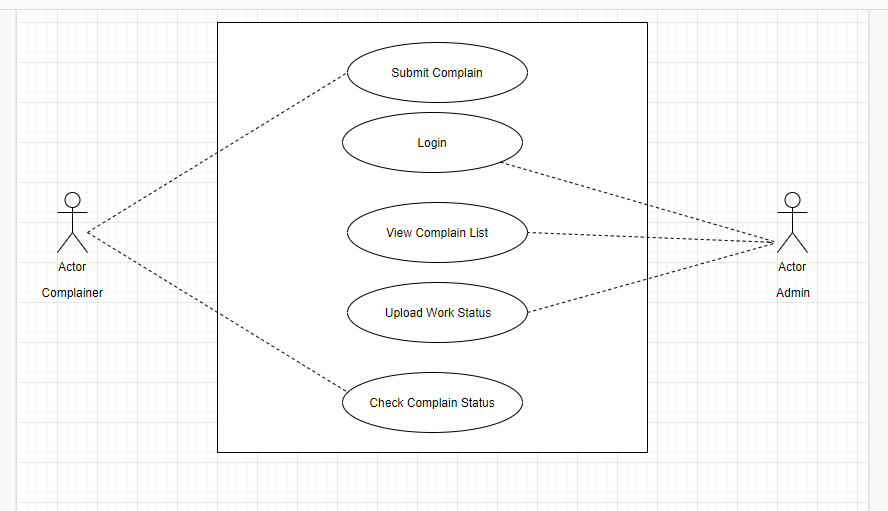 Submit Complain
Login
View Complain List
Upload Work Status
Check Complain Status
Actor
Complainer
Actor
Admin